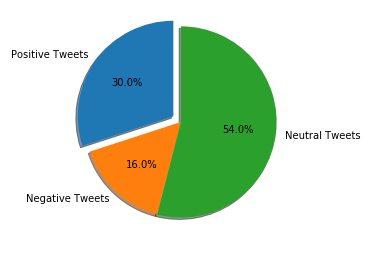 Positive Tweets
30.0%
54.0%
Neutral Tweets
16.0%
Negative Tweets